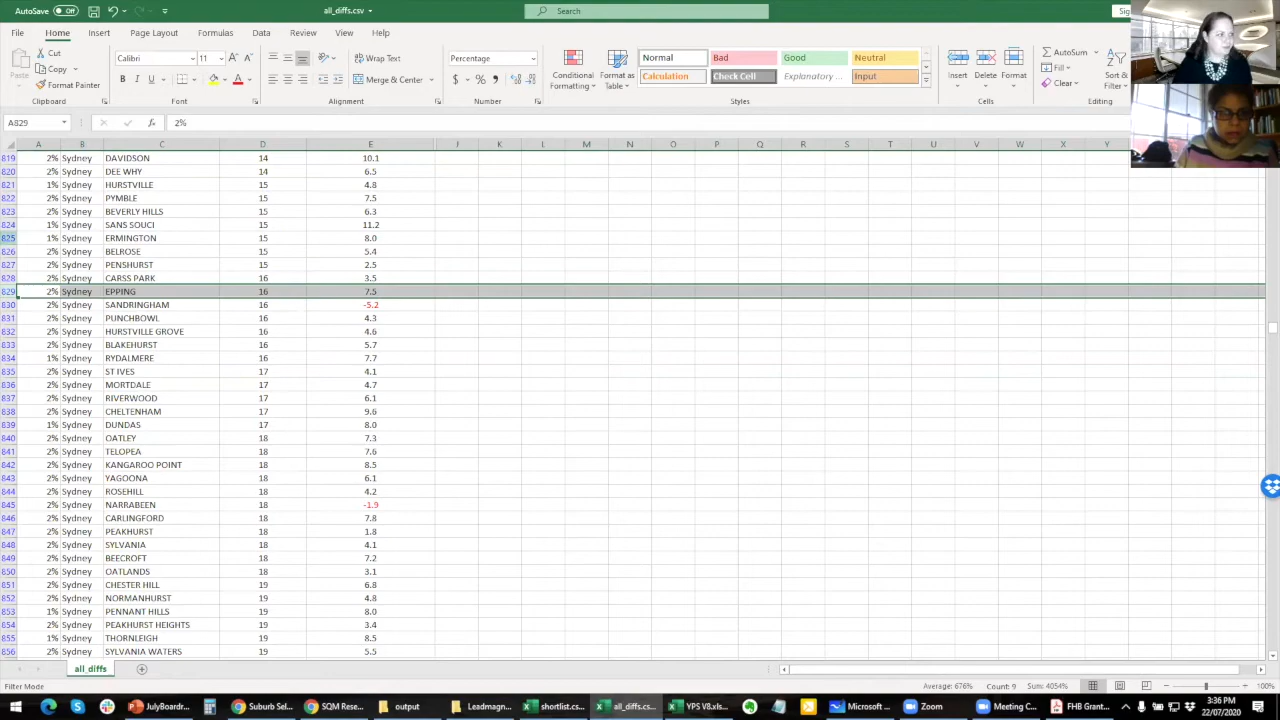 AutoSave Off all_diffs.csv Search
File Home Insert Page Layout Formulas Data Review View Help
Cut
Copy
Format Painter
Paste
Clipboard
Calibri 11
B I U
Font
Wrap Text
Merge & Center
Alignment
Percentage
Number
Conditional Formatting
Format as Table
Normal Bad Good Neutral
Calculation Check Cell Explanatory ... Input
Styles
Insert Delete Format
Cells
AutoSum
Fill
Clear
Sort & Filter
Editing
A829 fx 2%
A B C D E J K L M N O P Q R S T U V W X Y
819 2% Sydney DAVIDSON 14 10.1
820 2% Sydney DEE WHY 14 6.5
821 1% Sydney HURSTVILLE 15 4.8
822 2% Sydney PYMBLE 15 7.5
823 2% Sydney BEVERLY HILLS 15 6.3
824 1% Sydney SANS SOUCI 15 11.2
825 1% Sydney ERMINGTON 15 8.0
826 2% Sydney BELROSE 15 5.4
827 2% Sydney PENSHURST 15 2.5
828 2% Sydney CARSS PARK 16 3.5
829 2% Sydney EPPING 16 7.5
830 2% Sydney SANDRINGHAM 16 -5.2
831 2% Sydney PUNCHBOWL 16 4.3
832 2% Sydney HURSTVILLE GROVE 16 4.6
833 2% Sydney BLAKEHURST 16 5.7
834 1% Sydney RYDALMERE 16 7.7
835 2% Sydney ST IVES 17 4.1
836 2% Sydney MORTDALE 17 4.7
837 2% Sydney RIVERWOOD 17 6.1
838 2% Sydney CHELTENHAM 17 9.6
839 1% Sydney DUNDAS 17 8.0
840 2% Sydney OATLEY 18 7.3
841 2% Sydney TELOPEA 18 7.6
842 2% Sydney KANGAROO POINT 18 8.5
843 2% Sydney YAGOONA 18 6.1
844 2% Sydney ROSEHILL 18 4.2
845 2% Sydney NARRABEEN 18 -1.9
846 2% Sydney CARLINGFORD 18 7.8
847 2% Sydney PEAKHURST 18 1.8
848 2% Sydney SYLVANIA 18 4.1
849 2% Sydney BEECROFT 18 7.2
850 2% Sydney OATLANDS 18 3.1
851 2% Sydney CHESTER HILL 19 6.8
852 2% Sydney NORMANHURST 19 4.8
853 1% Sydney PENNANT HILLS 19 8.0
854 2% Sydney PEAKHURST HEIGHTS 19 3.4
855 1% Sydney THORNLEIGH 19 8.5
856 2% Sydney SYLVANIA WATERS 19 5.5
all_diffs
Filter Mode Average: 676% Count: 9 Sum: 4054% 100%
JulyBoard... Suburb Sel... SCIM Rese... output Leadmagn... shortlist.cs... all_diffs.cs... YPS V8.xls... Microsoft ... Zoom Meeting C... FHB Grant... 3:36 PM
22/07/2020